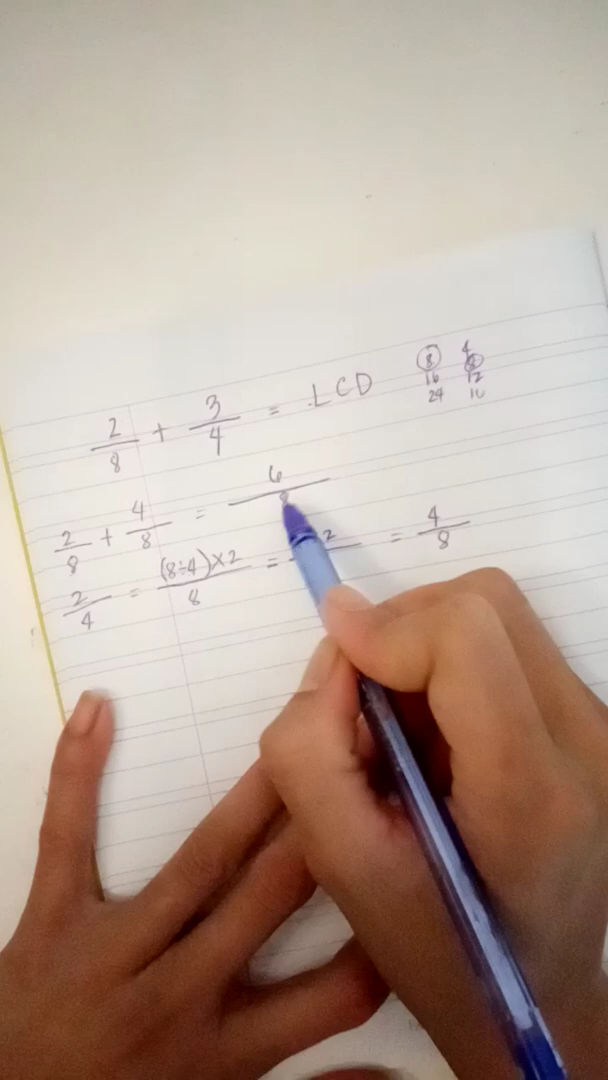 2/8 + 3/4 = LCD
8 4
16 8
24 12
16
2/8 + 4/8 = 6/8
2/4 = (8÷4)×2/8 = 2 = 4/8